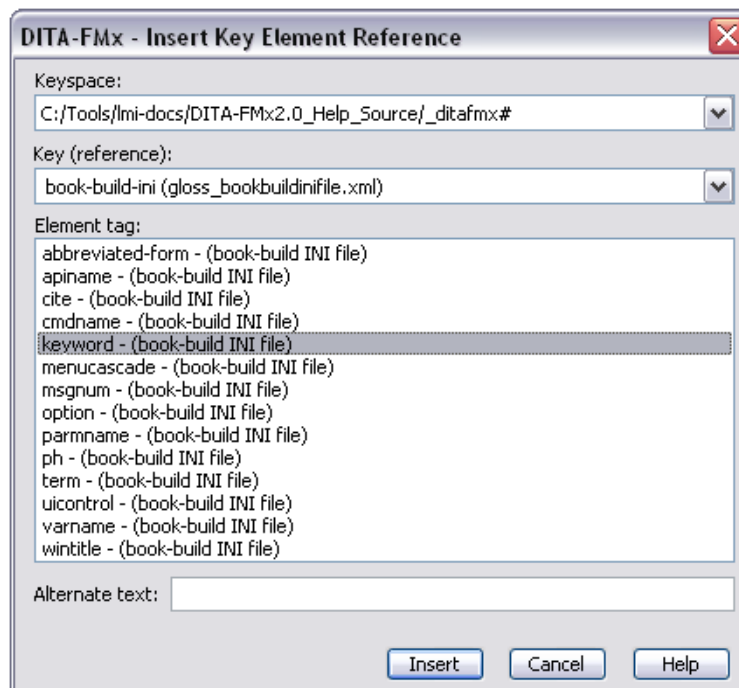 DITA-FMx - Insert Key Element Reference
Keyspace:
C:/Tools/lmi-docs/DITA-FMx2.0_Help_Source/_ditafmx#
Key (reference):
book-build-ini (gloss_bookbuildinifile.xml)
Element tag:
abbreviated-form - (book-build INI file)
apiname - (book-build INI file)
cite - (book-build INI file)
cmdname - (book-build INI file)
keyword - (book-build INI file)
menucascade - (book-build INI file)
msgnum - (book-build INI file)
option - (book-build INI file)
parmname - (book-build INI file)
ph - (book-build INI file)
term - (book-build INI file)
uicontrol - (book-build INI file)
varname - (book-build INI file)
wintitle - (book-build INI file)
Alternate text:
Insert Cancel Help